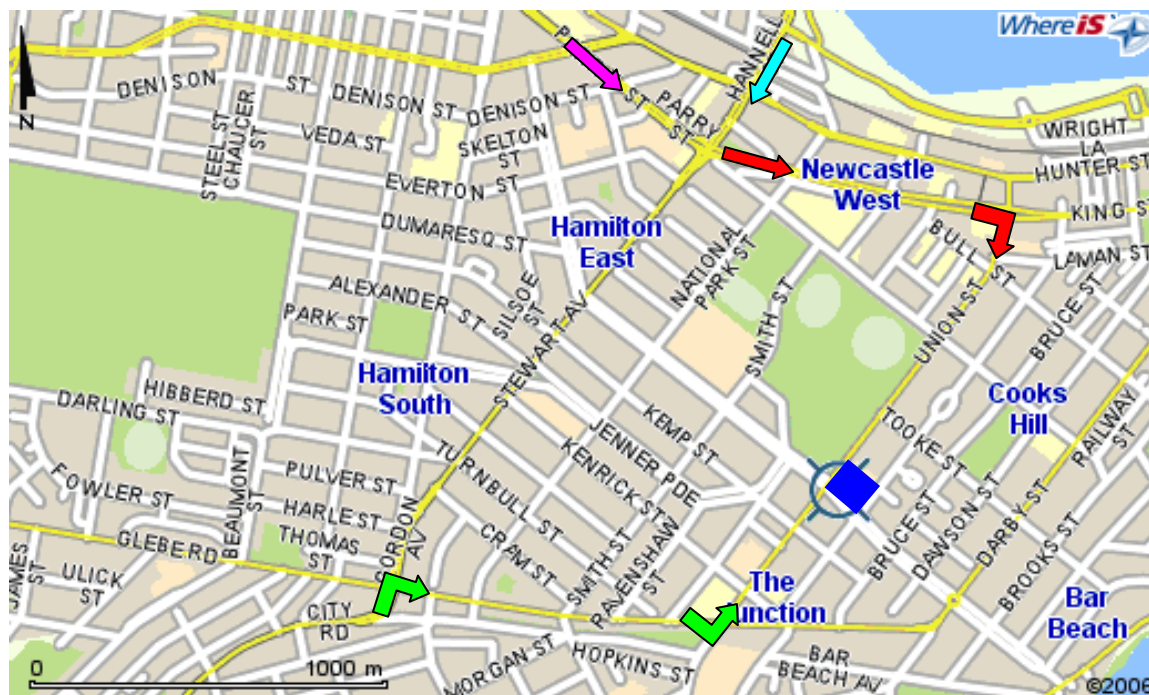 WhereiS
P
HANNELL
ST
PARRY
ST
DENISON
ST
DENISON ST
DENISON ST
STEEL ST
CHAUCER
ST
VEDA ST
SKELTON
ST
WRIGHT
LA
HUNTER ST
Newcastle
West
EVERTON ST
KING ST
DUMARESQ ST
Hamilton
East
NATIONAL
PARK ST
BULL ST
LAMAN ST
ALEXANDER ST
SILSOE
ST
SMITH ST
UNION ST
BRUCE ST
PARK ST
STEWART AV
Hamilton
South
Cooks
Hill
RAILWAY
ST
HIBBERD ST
DARLING ST
KEMP ST
JENNER PDE
TOOKE ST
TURNBULL ST
KENRICK ST
PULVER ST
BEAUMONT
ST
FOWLER ST
HARLE ST
GORDON
AV
CRAM ST
SMITH ST
RAVENSHAW
ST
BRUCE ST
DAWSON ST
DARBY ST
BROOKS ST
GLEBE RD
THOMAS
ST
JAMES
ST
ULICK
ST
CITY
RD
The
Junction
Bar
Beach
MORGAN ST
HOPKINS ST
BAR
BEACH AV
N
0
1000 m
©2006